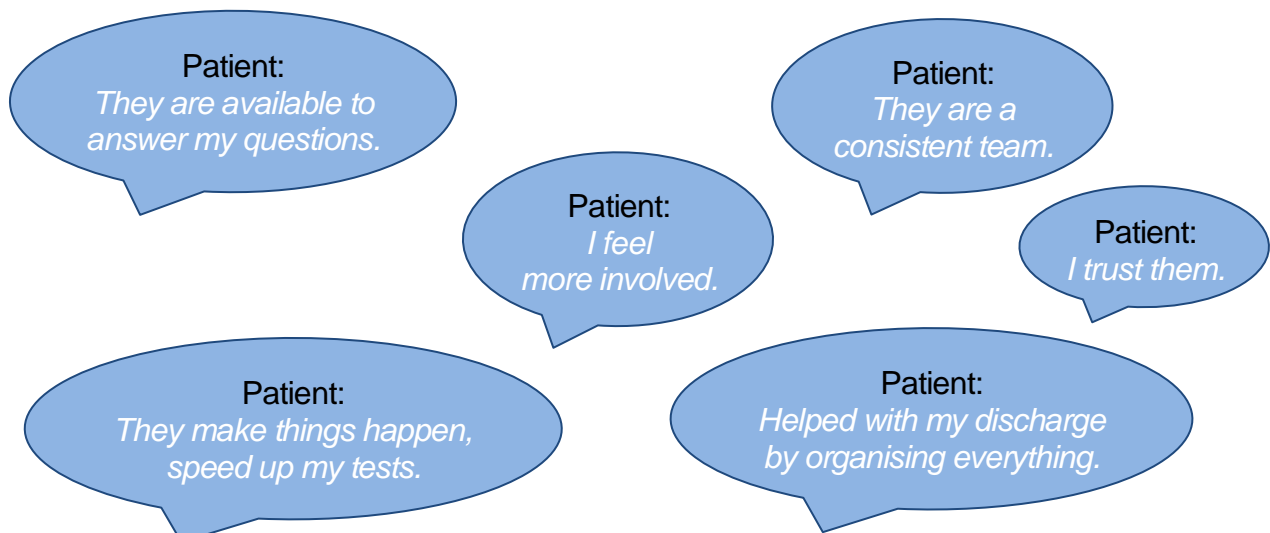 Patient:
They are available to
answer my questions.
Patient:
They are a
consistent team.
Patient:
I feel
more involved.
Patient:
I trust them.
Patient:
They make things happen,
speed up my tests.
Patient:
Helped with my discharge
by organising everything.